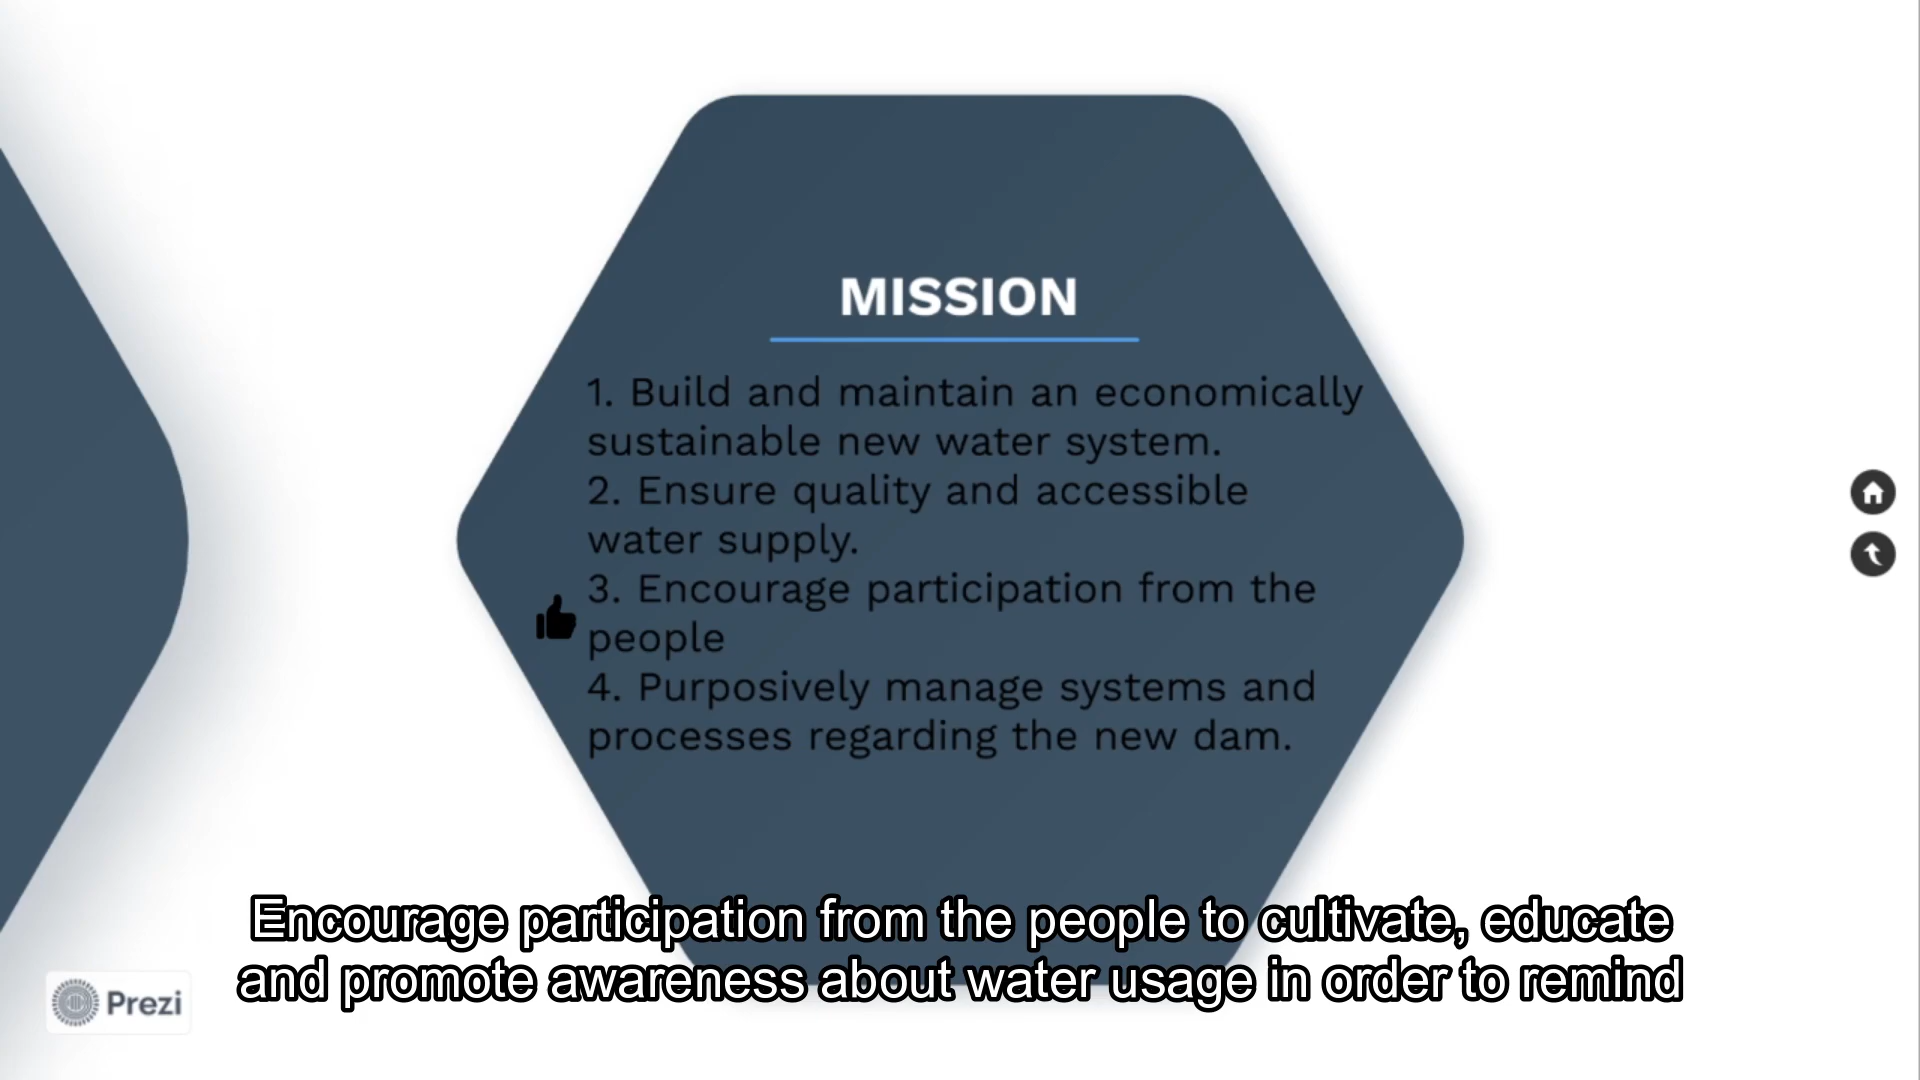 MISSION
1. Build and maintain an economically
sustainable new water system.
2. Ensure quality and accessible
water supply.
3. Encourage participation from the
people
4. Purposively manage systems and
processes regarding the new dam.
Encourage participation from the people to cultivate, educate
and promote awareness about water usage in order to remind
Prezi